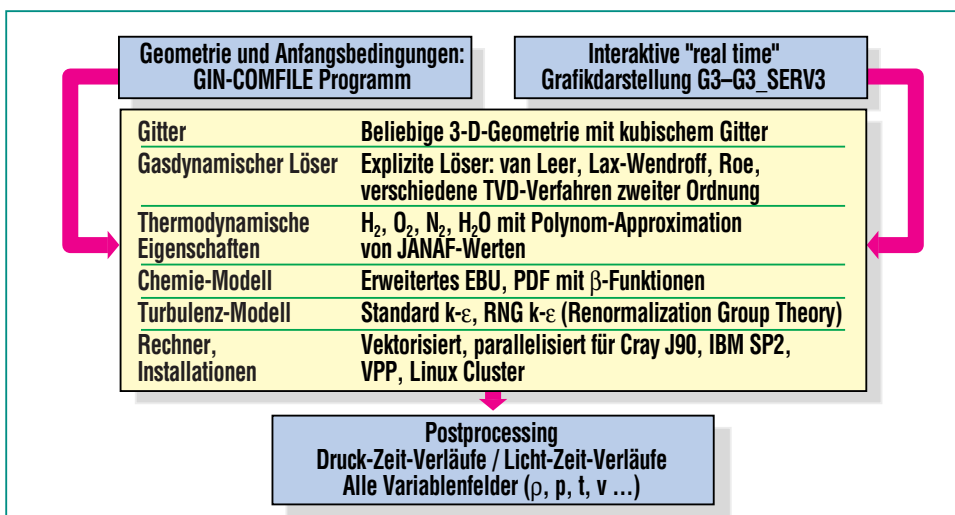 Geometrie und Anfangsbedingungen:
GIN-COMFILE Programm
Interaktive "real time"
Grafikdarstellung G3–G3_SERV3
Gitter Beliebige 3-D-Geometrie mit kubischem Gitter
Gasdynamischer Löser Explizite Löser: van Leer, Lax-Wendroff, Roe,
verschiedene TVD-Verfahren zweiter Ordnung
Thermodynamische H₂, O₂, N₂, H₂O mit Polynom-Approximation
Eigenschaften von JANAF-Werten
Chemie-Modell Erweitertes EBU, PDF mit β-Funktionen
Turbulenz-Modell Standard k-ε, RNG k-ε (Renormalization Group Theory)
Rechner, Vektorisiert, parallelisiert für Cray J90, IBM SP2,
Installationen VPP, Linux Cluster
Postprocessing
Druck-Zeit-Verläufe / Licht-Zeit-Verläufe
Alle Variablenfelder (ρ, p, t, v ...)